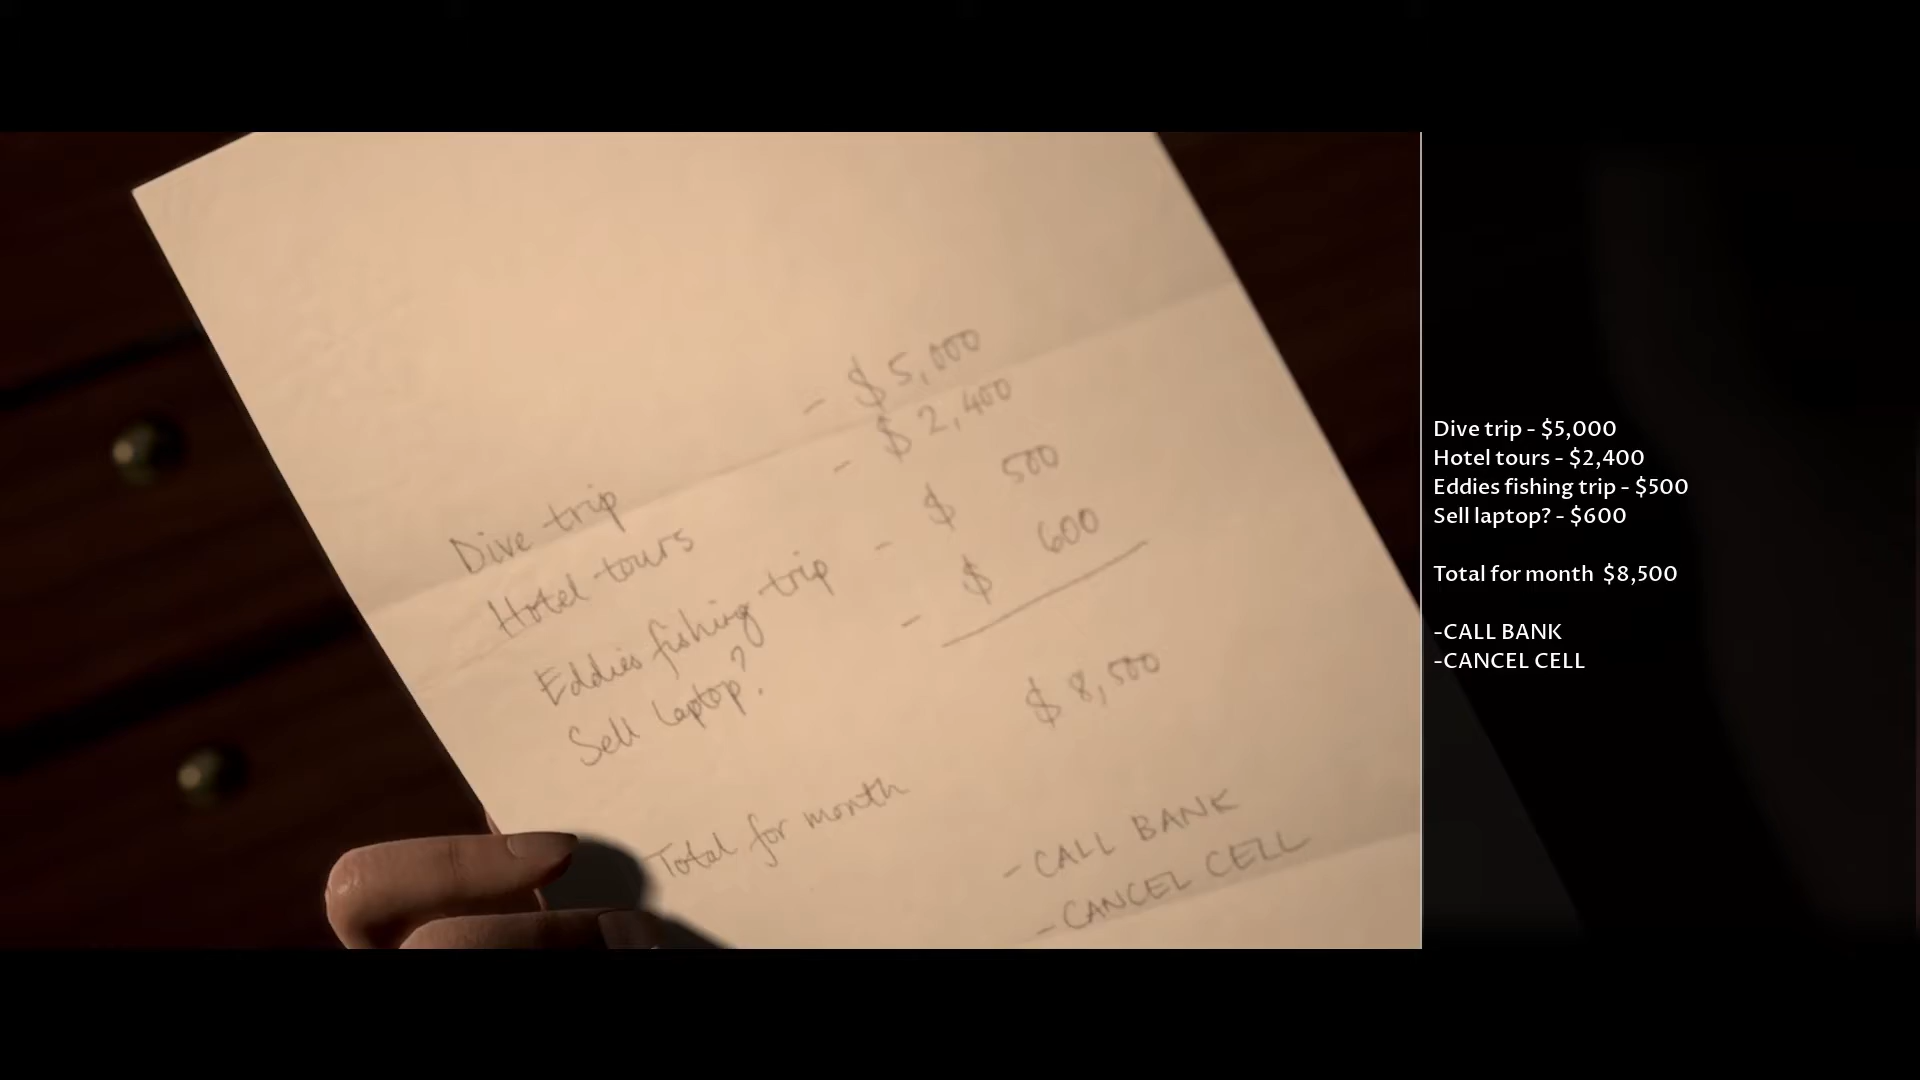 Dive trip - $5,000
Hotel tours - $2,400
Eddies fishing trip - $ 500
Sell laptop? - $ 600
Total for month $8,500
-CALL BANK
-CANCEL CELL
Dive trip - $5,000
Hotel tours - $2,400
Eddies fishing trip - $500
Sell laptop? - $600
Total for month $8,500
-CALL BANK
-CANCEL CELL